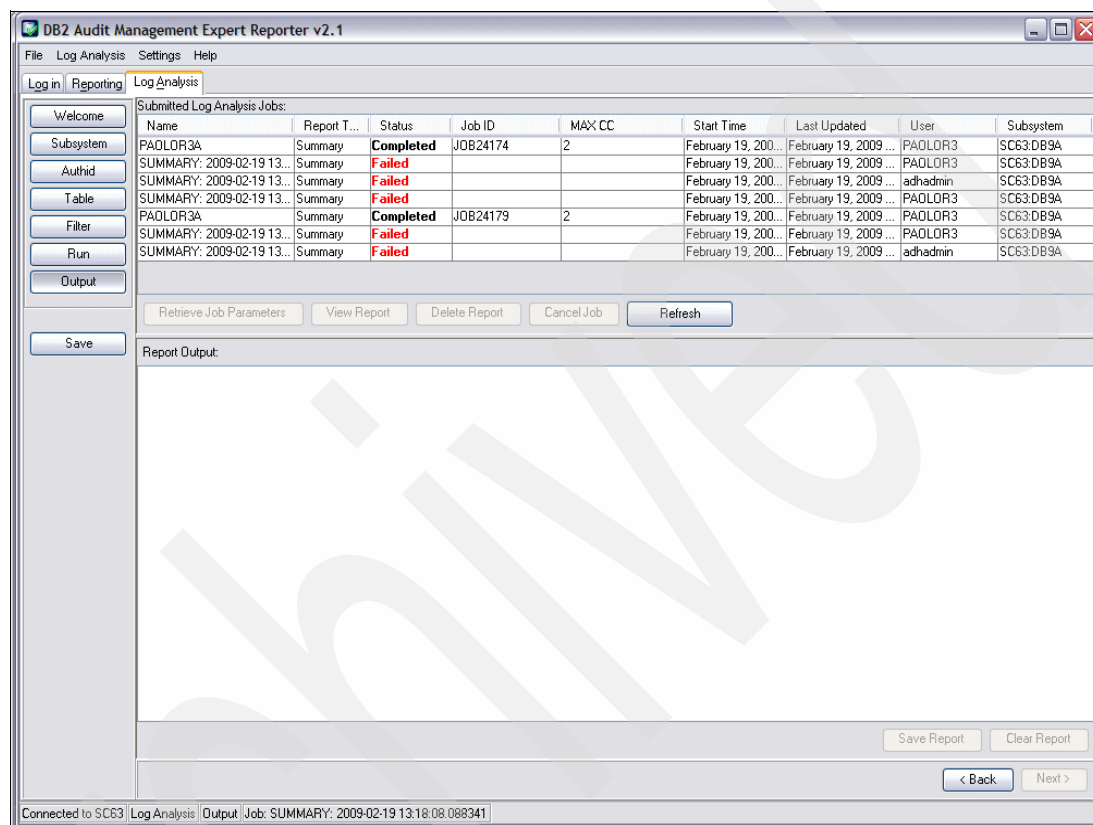 DB2 Audit Management Expert Reporter v2.1
File Log Analysis Settings Help
Log in Reporting Log Analysis
Welcome
Subsystem
Authid
Table
Filter
Run
Output
Save
Submitted Log Analysis Jobs:
Name Report T... Status Job ID MAX CC Start Time Last Updated User Subsystem
PAOLOR3A Summary Completed JOB24174 2 February 19, 200... February 19, 2009 ... PAOLOR3 SC63:DB9A
SUMMARY: 2009-02-19 13... Summary Failed February 19, 200... February 19, 2009 ... PAOLOR3 SC63:DB9A
SUMMARY: 2009-02-19 13... Summary Failed February 19, 200... February 19, 2009 ... adhadmin SC63:DB9A
SUMMARY: 2009-02-19 13... Summary Failed February 19, 200... February 19, 2009 ... PAOLOR3 SC63:DB9A
PAOLOR3A Summary Completed JOB24179 2 February 19, 200... February 19, 2009 ... PAOLOR3 SC63:DB9A
SUMMARY: 2009-02-19 13... Summary Failed February 19, 200... February 19, 2009 ... PAOLOR3 SC63:DB9A
SUMMARY: 2009-02-19 13... Summary Failed February 19, 200... February 19, 2009 ... adhadmin SC63:DB9A
Retrieve Job Parameters View Report Delete Report Cancel Job Refresh
Report Output:
Save Report Clear Report
< Back Next >
Connected to SC63 Log Analysis Output Job: SUMMARY: 2009-02-19 13:18:08.088341